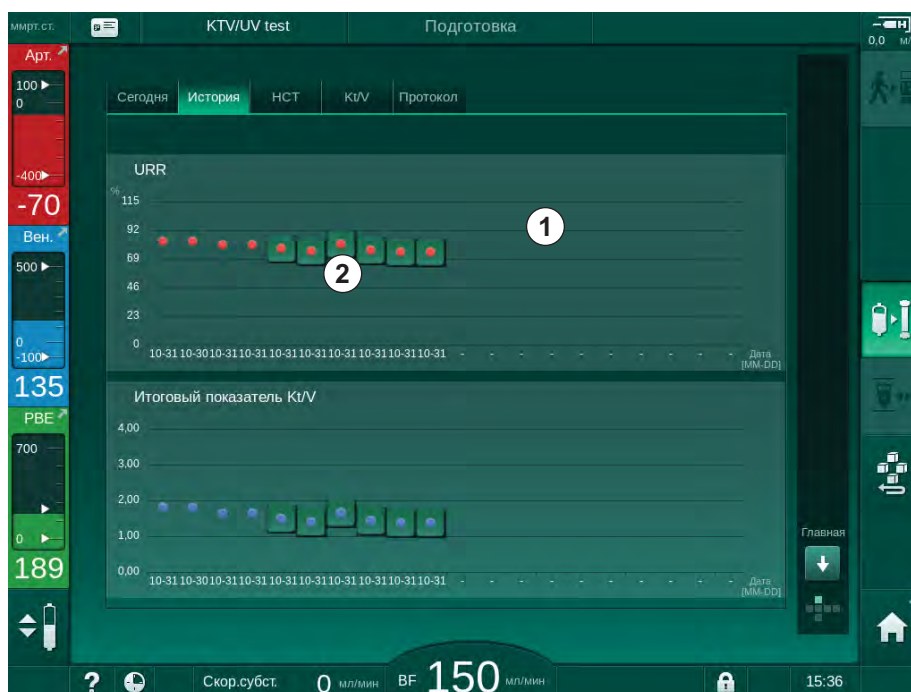 ммрт.ст. KTV/UV test Подготовка
0,0
Арт.
100
0
-400
-70
Вен.
500
0
-100
135
РВЕ
700
0
189
Сегодня История НСТ Kt/V Протокол
URR
%
115
92
69
46
23
0
10-31 10-30 10-31 10-31 10-31 10-31 10-31 10-31 10-31 10-31 - - - - - - - - - - Дата
[MM-DD]
1
2
Итоговый показатель Kt/V
4,00
3,00
2,00
1,00
0,00
10-31 10-30 10-31 10-31 10-31 10-31 10-31 10-31 10-31 10-31 - - - - - - - - - - Дата
[MM-DD]
Главная
? Скор.субст. 0 мл/мин BF 150 мл/мин 15:36